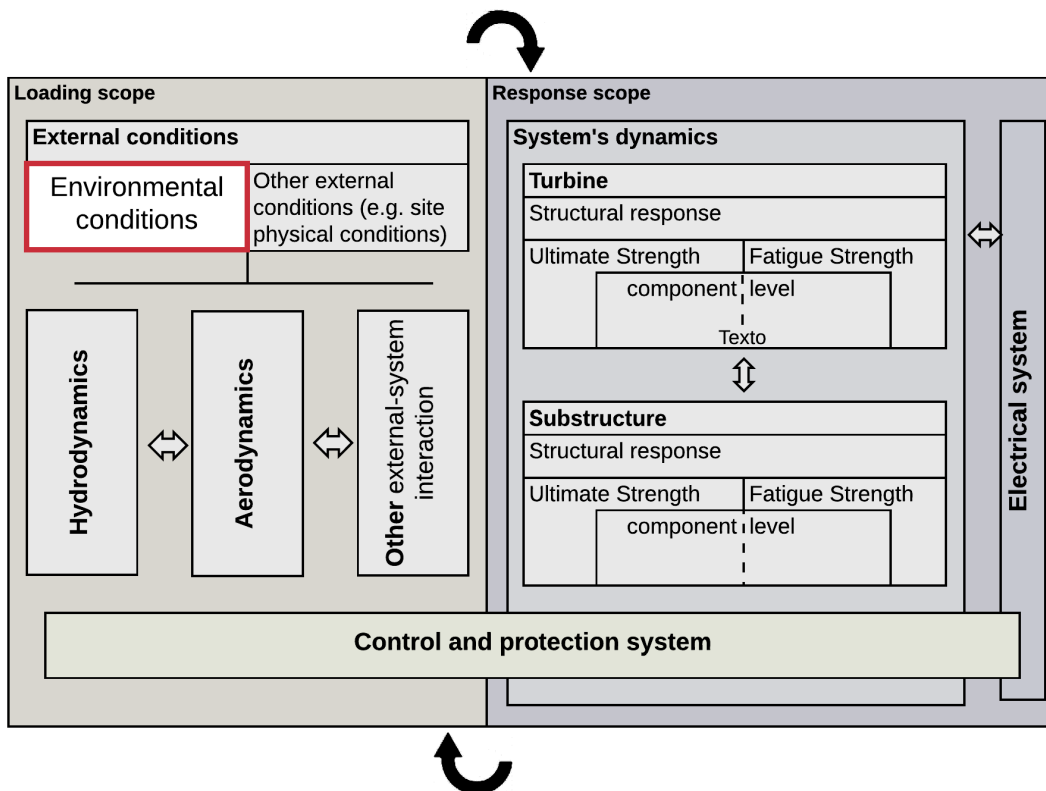 Loading scope
External conditions
Environmental
conditions
Other external
conditions (e.g. site
physical conditions)
Hydrodynamics
Aerodynamics
Other external-system
interaction
Response scope
System's dynamics
Turbine
Structural response
Ultimate Strength
Fatigue Strength
component level
Texto
Substructure
Structural response
Ultimate Strength
Fatigue Strength
component level
Electrical system
Control and protection system